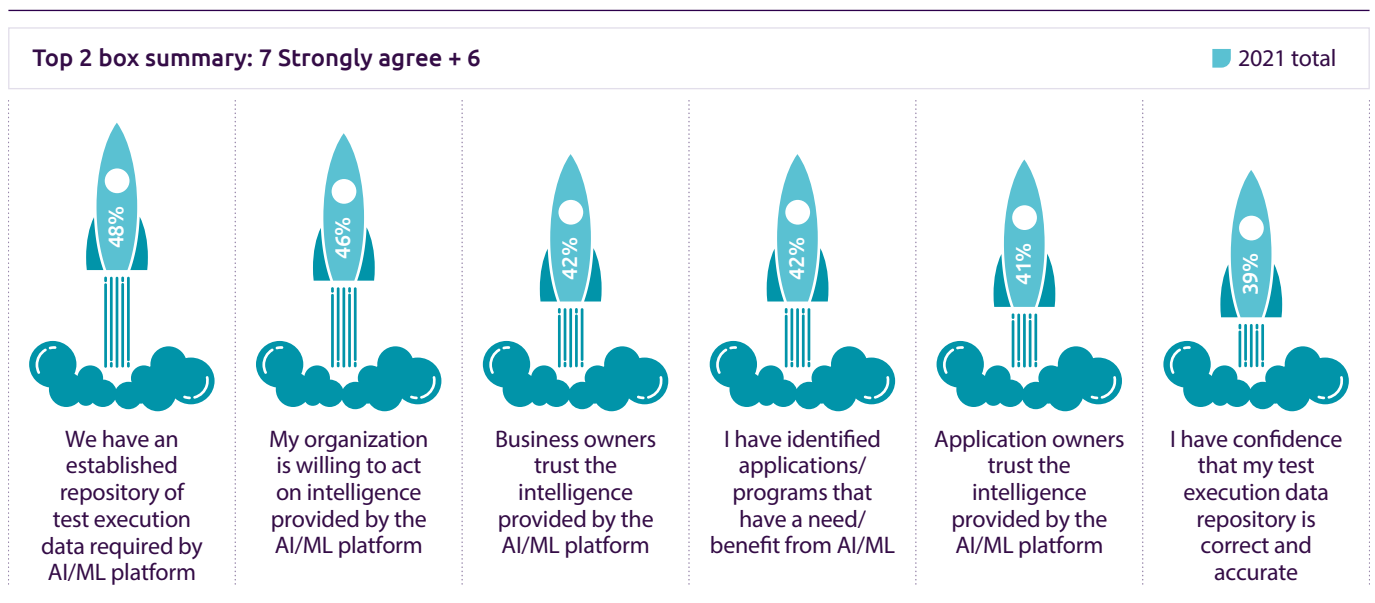 Top 2 box summary: 7 Strongly agree + 6
2021 total
48%
46%
42%
42%
41%
39%
We have an
established
repository of
test execution
data required by
AI/ML platform
My organization
is willing to act
on intelligence
provided by the
AI/ML platform
Business owners
trust the
intelligence
provided by the
AI/ML platform
I have identified
applications/
programs that
have a need/
benefit from AI/ML
Application owners
trust the
intelligence
provided by the
AI/ML platform
I have confidence
that my test
execution data
repository is
correct and
accurate